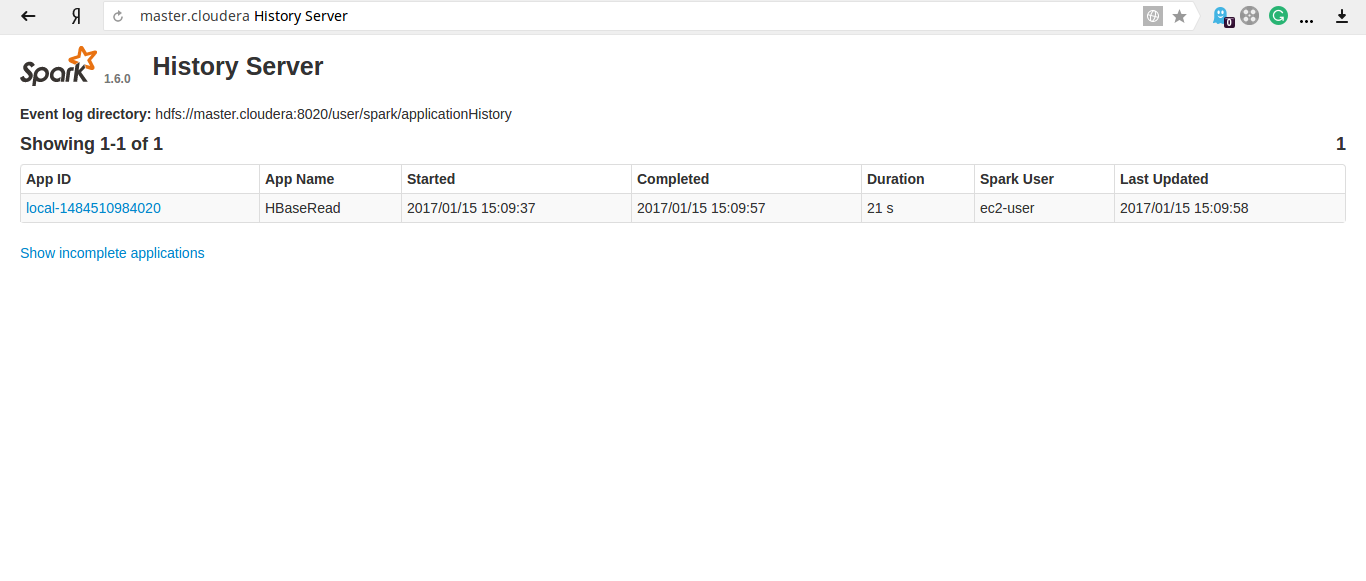 Я master.cloudera History Server 0 ...
Spark 1.6.0 History Server
Event log directory: hdfs://master.cloudera:8020/user/spark/applicationHistory
Showing 1-1 of 1 1
App ID App Name Started Completed Duration Spark User Last Updated
local-1484510984020 HBaseRead 2017/01/15 15:09:37 2017/01/15 15:09:57 21 s ec2-user 2017/01/15 15:09:58
Show incomplete applications